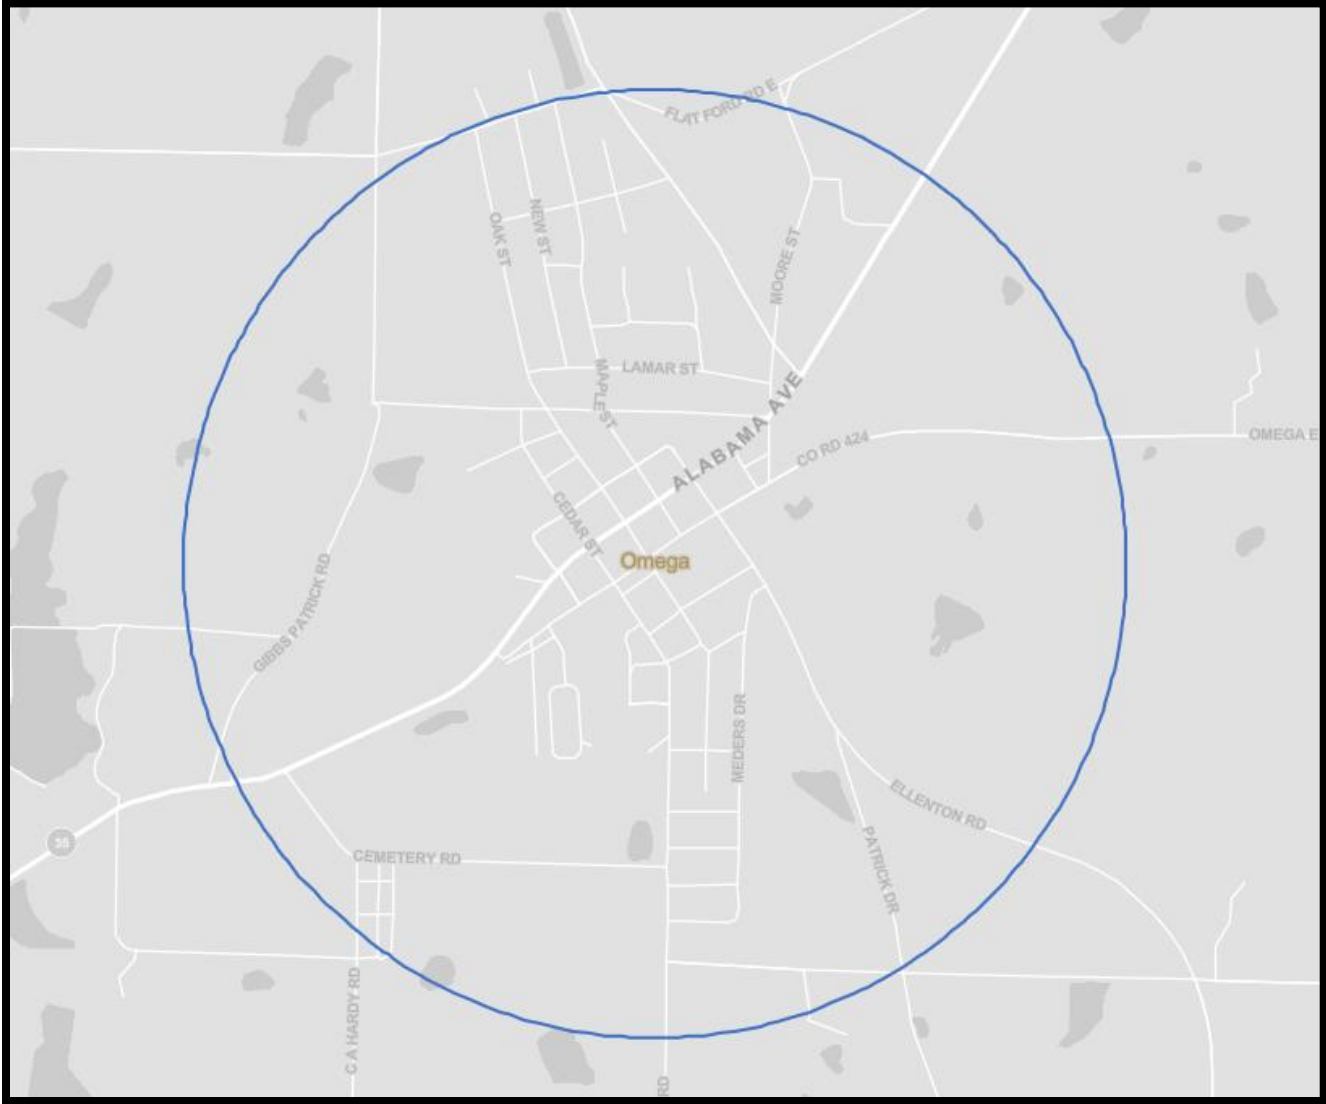 FLAT FORD RD E
OAK ST
NEW ST
MOORE ST
LAMAR ST
MAPLE ST
ALABAMA AVE
CO RD 424
OMEGA E
CEDAR ST
Omega
GIBBS PATRICK RD
MEDERS DR
ELLENTON RD
35
PATRICK DR
CEMETERY RD
C A HARDY RD
RD